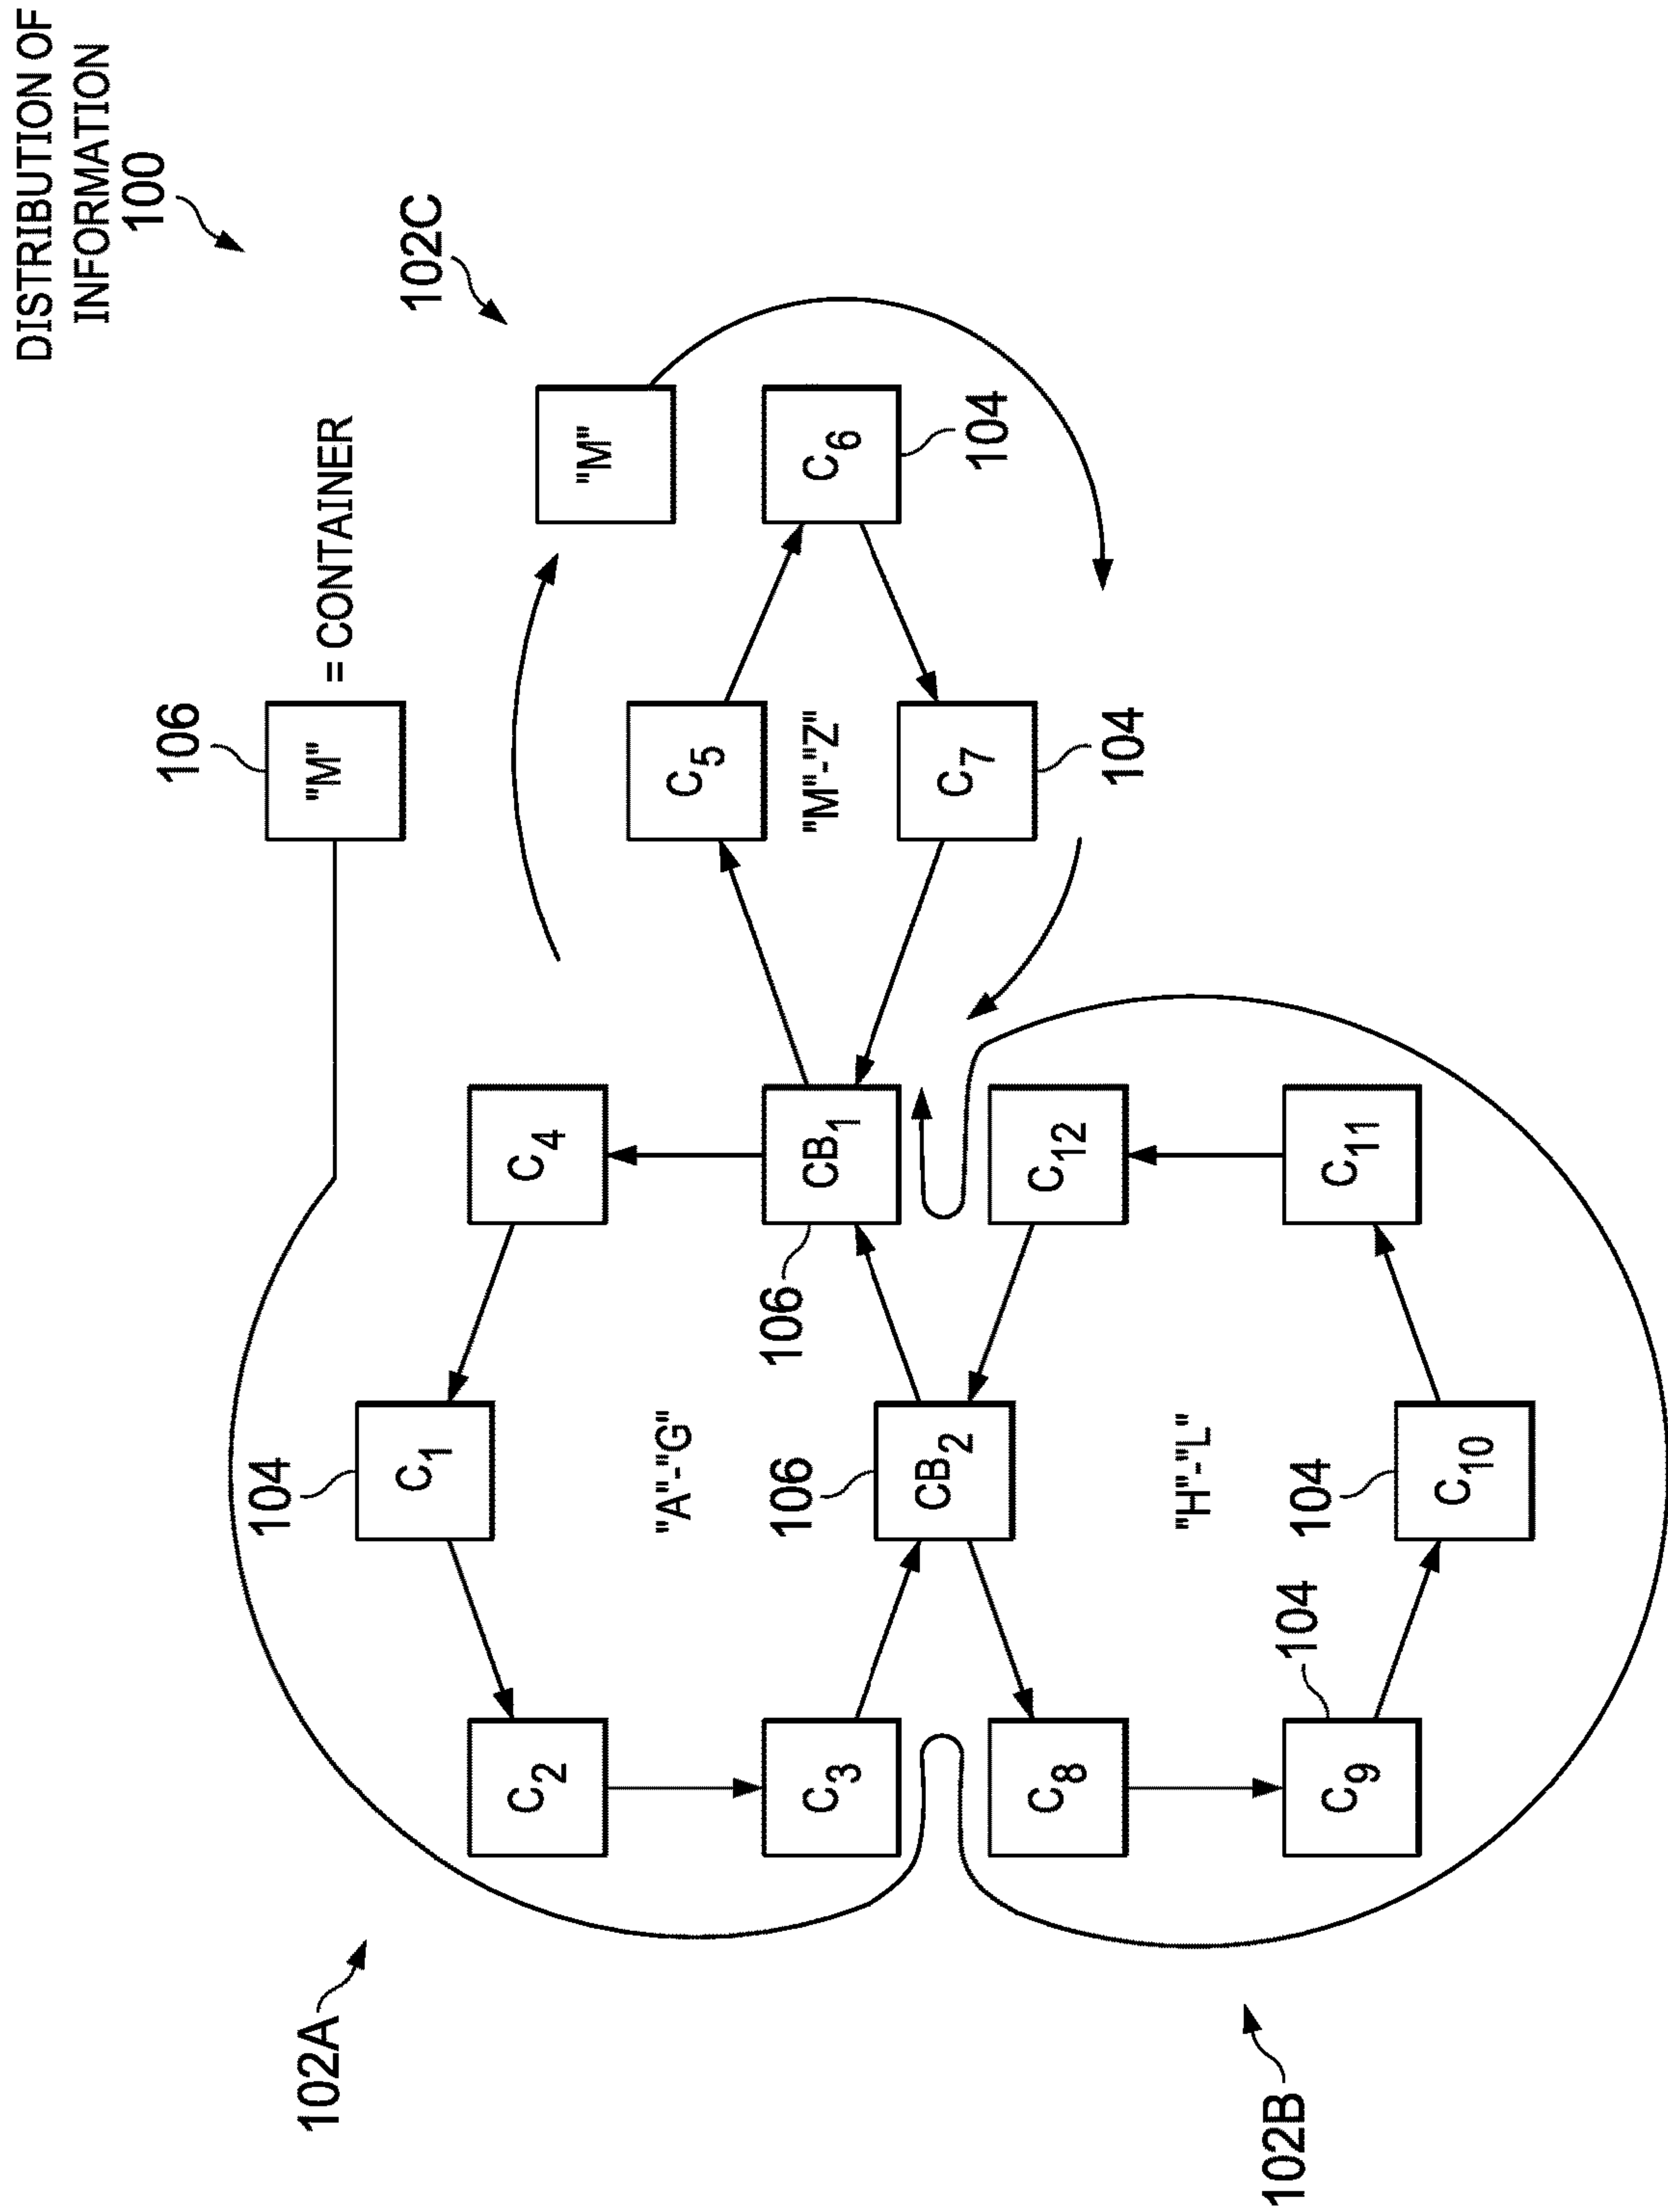 DISTRIBUTION OF
INFORMATION
100
106
"M"
= CONTAINER
102C
"M"
102A
104
C1
C2
C4
C5
C6
104
"A"-"G"
"M"-"Z"
C3
106
CB2
106
CB1
C7
104
C8
C12
"H"-"L"
104
C9
104
C10
C11
102B